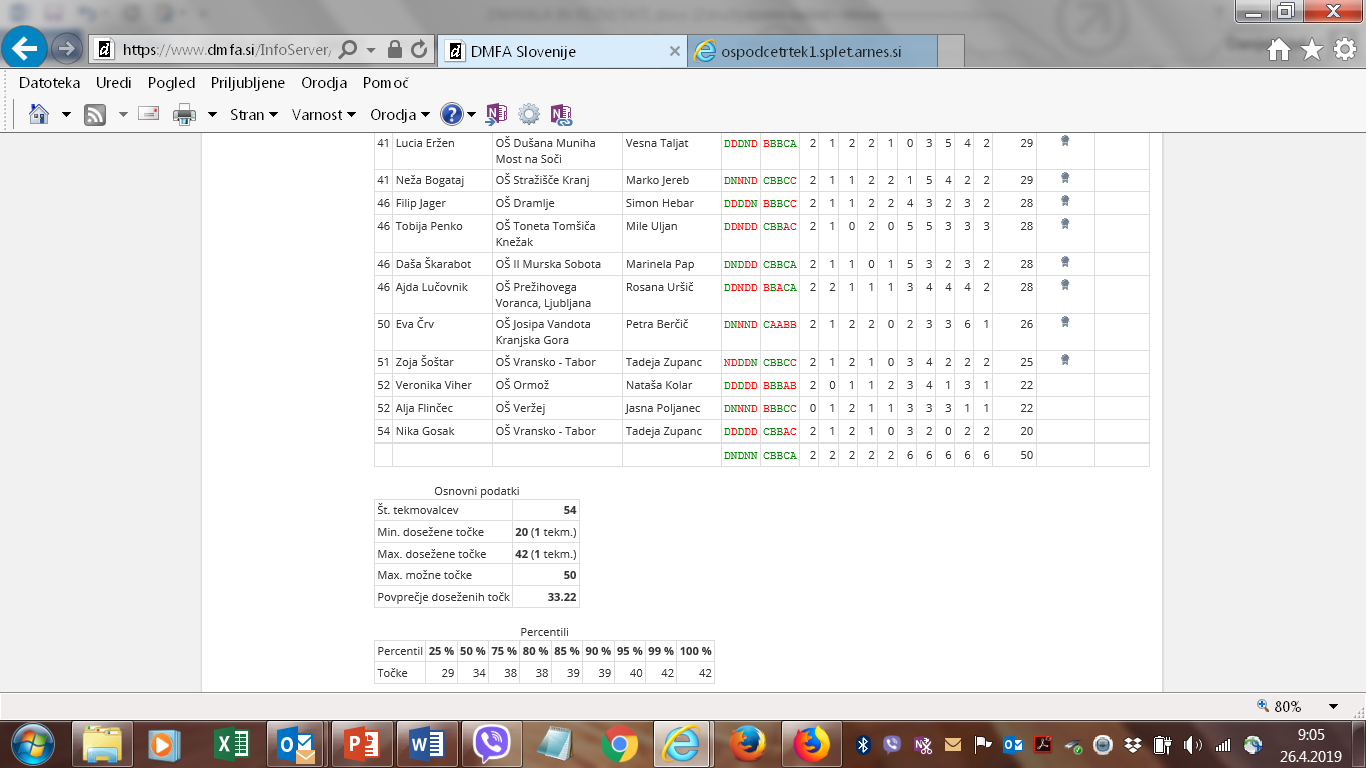 https://www.dmfa.si/InfoServer/
DMFA Slovenije
ospodcetrtek1.splet.arnes.si
Datoteka Uredi Pogled Priljubljene Orodja Pomoč
Stran Varnost Orodja
41 Lucia Eržen OŠ Dušana Muniha Vesna Taljat DDDND BBBCA 2 1 2 2 1 0 3 5 4 2 29
Most na Soči
41 Neža Bogataj OŠ Stražišče Kranj Marko Jereb DNNND CBBCC 2 1 1 2 2 1 5 4 2 2 29
46 Filip Jager OŠ Dramlje Simon Hebar DDDDN BBBCC 2 1 1 2 2 4 3 2 3 2 28
46 Tobija Penko OŠ Toneta Tomšiča Mile Uljan DDNDD CBBAC 2 1 0 2 0 5 5 3 3 3 28
Knežak
46 Daša Škarabot OŠ II Murska Sobota Marinela Pap DNDDD CBBCA 2 1 1 0 1 5 3 2 3 2 28
46 Ajda Lučovnik OŠ Prežihovega Rosana Uršič DDNDD BBACA 2 2 1 1 1 3 4 4 4 2 28
Voranca, Ljubljana
50 Eva Črv OŠ Josipa Vandota Petra Berčič DNNND CAABB 2 1 2 2 0 2 3 3 6 1 26
Kranjska Gora
51 Zoja Šoštar OŠ Vransko - Tabor Tadeja Zupanc NDDDN CBBCC 2 1 2 1 0 3 4 2 2 2 25
52 Veronika Viher OŠ Ormož Nataša Kolar DDDDD BBBAB 2 0 1 1 2 3 4 1 3 1 22
52 Alja Flinčec OŠ Veržej Jasna Poljanec DNNND BBBCC 0 1 2 1 1 3 3 3 1 1 22
54 Nika Gosak OŠ Vransko - Tabor Tadeja Zupanc DDDDD CBBAC 2 1 2 1 0 3 2 0 2 2 20
DNDNN CBBCA 2 2 2 2 2 6 6 6 6 6 50
Osnovni podatki
Št. tekmovalcev 54
Min. dosežene točke 20 (1 tekm.)
Max. dosežene točke 42 (1 tekm.)
Max. možne točke 50
Povprečje doseženih točk 33.22
Percentili
Percentil 25 % 50 % 75 % 80 % 85 % 90 % 95 % 99 % 100 %
Točke 29 34 38 38 39 39 40 42 42
80%
9:05
26.4.2019